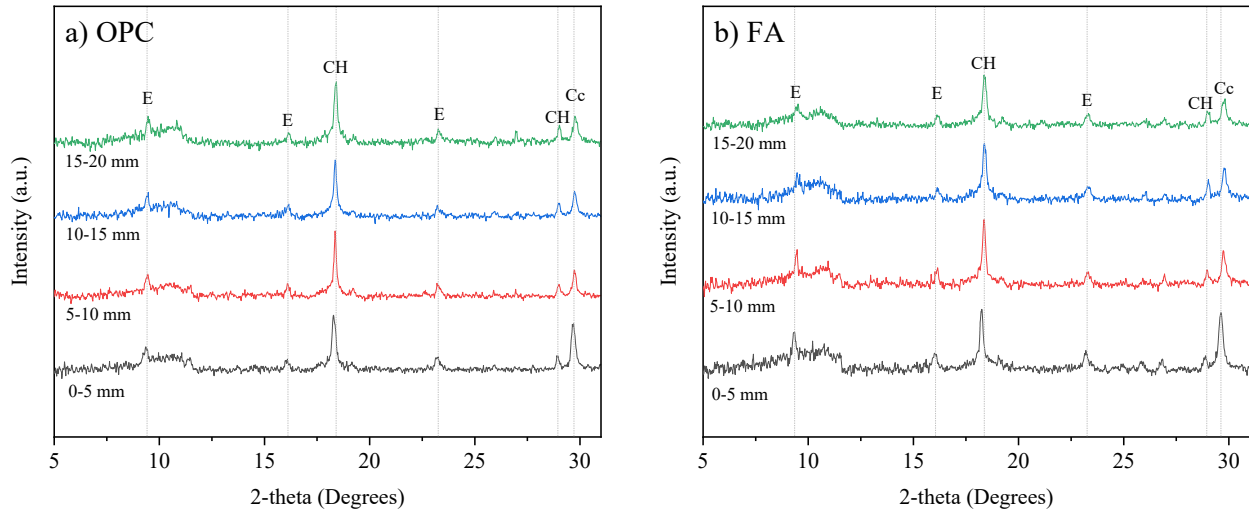 a) OPC
E
E
CH
E
CH
Cc
15-20 mm
10-15 mm
5-10 mm
0-5 mm
Intensity (a.u.)
5
10
15
20
25
30
2-theta (Degrees)
b) FA
E
E
CH
E
CH
Cc
15-20 mm
10-15 mm
5-10 mm
0-5 mm
Intensity (a.u.)
5
10
15
20
25
30
2-theta (Degrees)